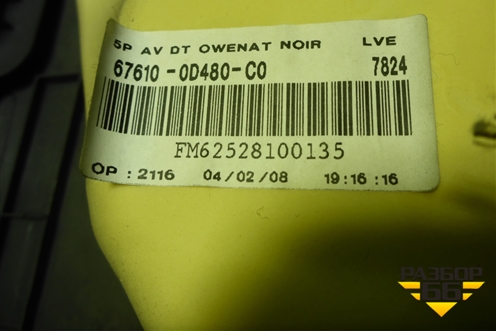 5P AV DT OWENAT NOIR LVE
67610-0D480-C0 7824
FM62528100135
OP : 2116 04/02/08 19:16:16
РАЗБОР
66